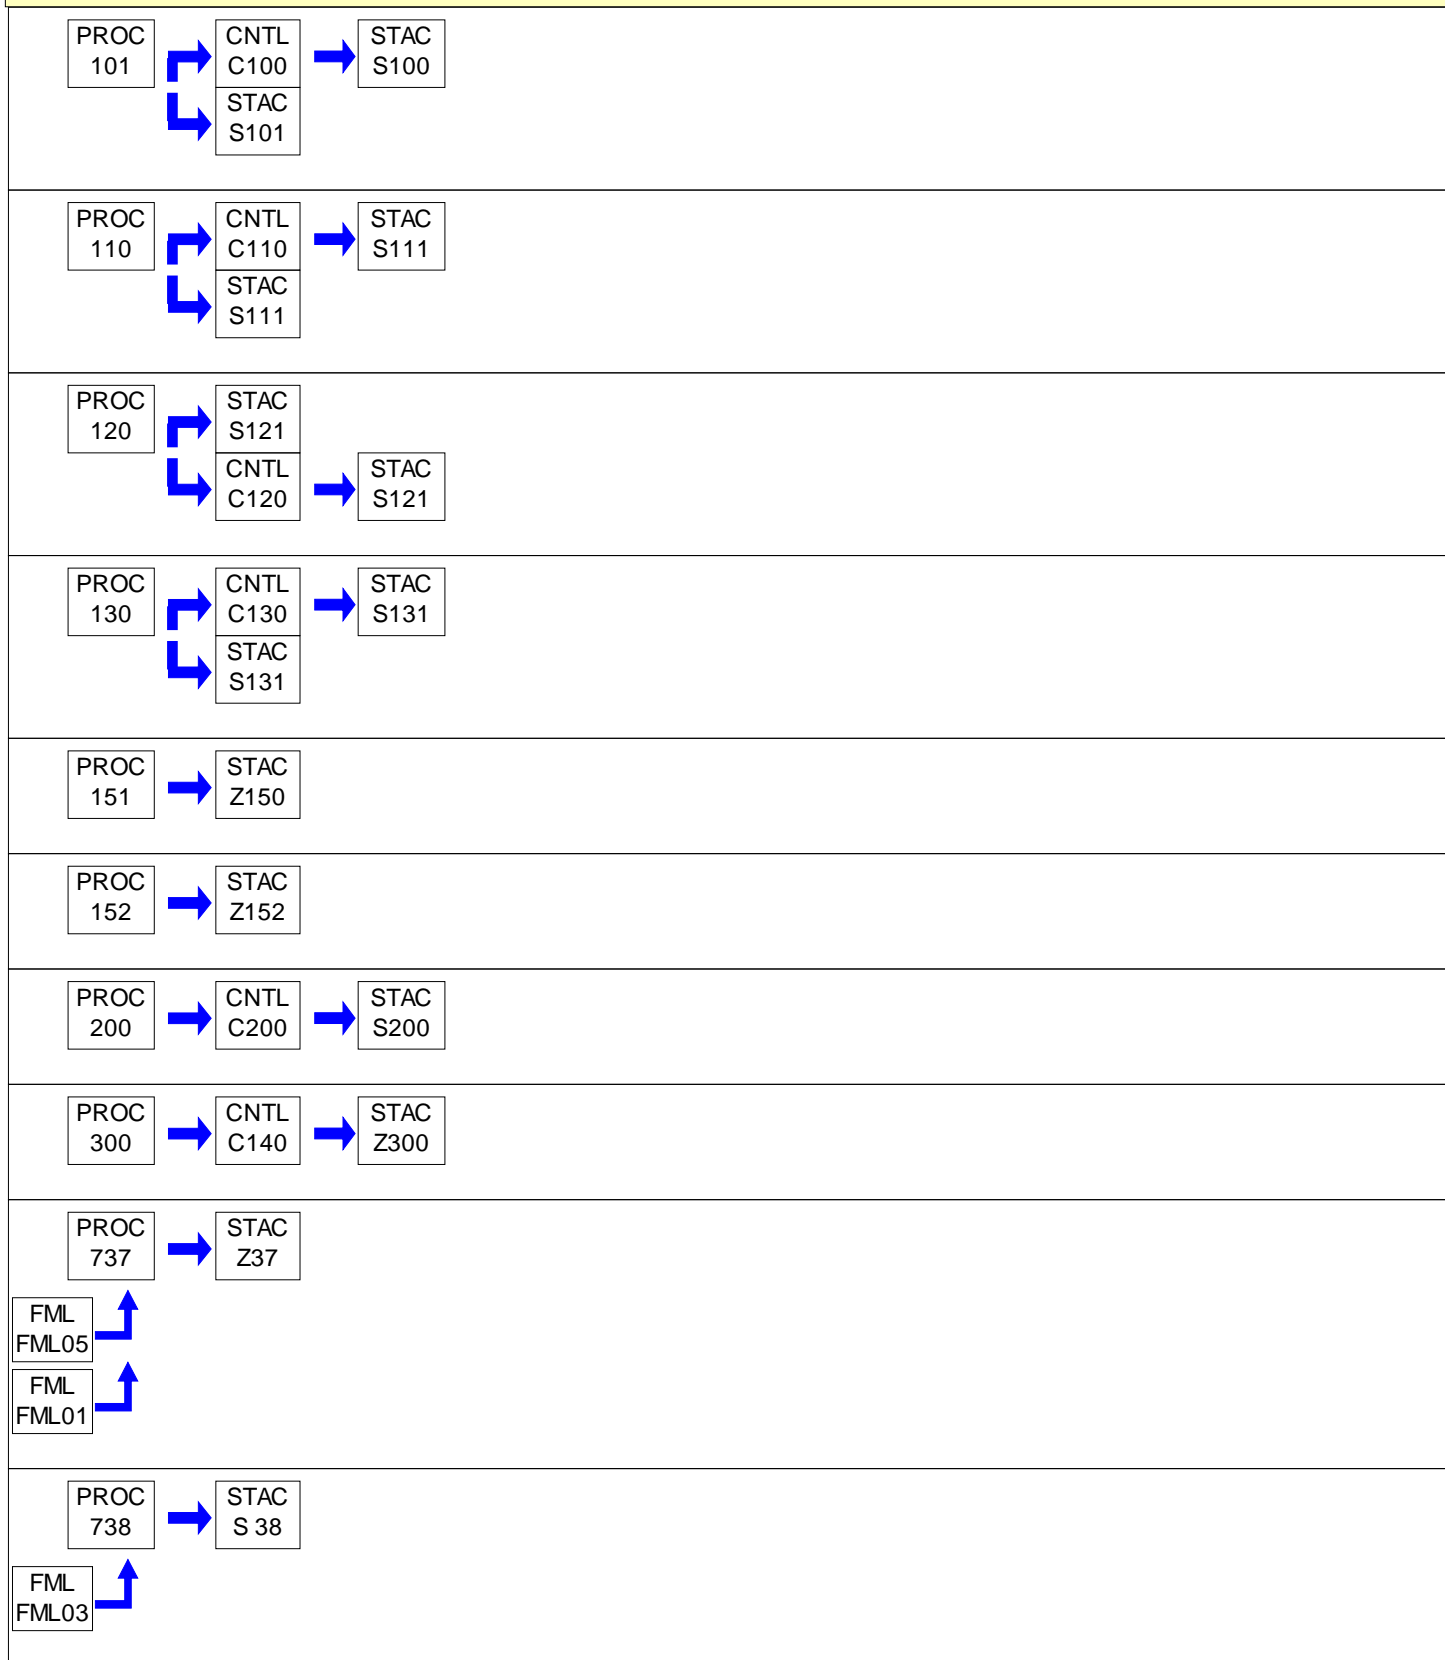 PROC
101
CNTL
C100
STAC
S100
STAC
S101
PROC
110
CNTL
C110
STAC
S111
STAC
S111
PROC
120
STAC
S121
CNTL
C120
STAC
S121
PROC
130
CNTL
C130
STAC
S131
STAC
S131
PROC
151
STAC
Z150
PROC
152
STAC
Z152
PROC
200
CNTL
C200
STAC
S200
PROC
300
CNTL
C140
STAC
Z300
PROC
737
STAC
Z37
FML
FML05
FML
FML01
PROC
738
STAC
S 38
FML
FML03